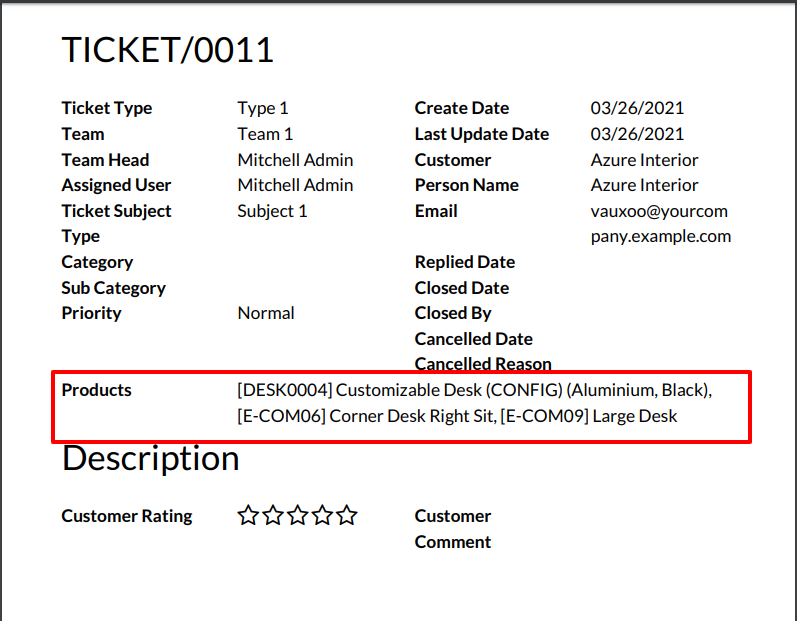 TICKET/0011
Ticket Type Type 1 Create Date 03/26/2021
Team Team 1 Last Update Date 03/26/2021
Team Head Mitchell Admin Customer Azure Interior
Assigned User Mitchell Admin Person Name Azure Interior
Ticket Subject Subject 1 Email vauxoo@yourcom
Type pany.example.com
Category Replied Date
Sub Category Closed Date
Priority Normal Closed By
Cancelled Date
Cancelled Reason
Products [DESK0004] Customizable Desk (CONFIG) (Aluminium, Black),
[E-COM06] Corner Desk Right Sit, [E-COM09] Large Desk
Description
Customer Rating Customer
Comment